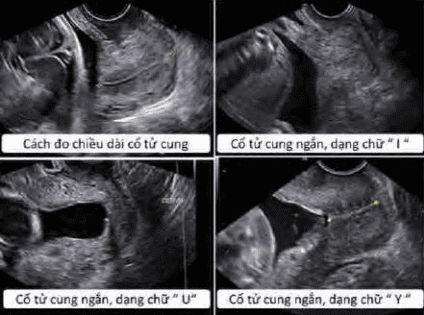 Cách đo chiều dài cổ tử cung
Cổ tử cung ngắn, dạng chữ “ I “
Cổ tử cung ngắn, dạng chữ “ U“
Cổ tử cung ngắn, dạng chữ “ Y“